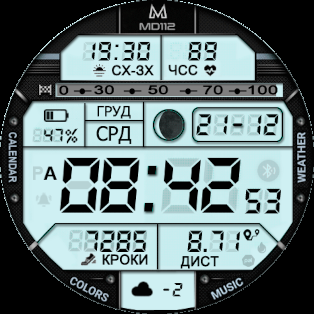 M
MD112
19:30 89
СХ-ЗХ ЧСС
0 30 50 70 100
47% ГРУД
СРД 21-12
CALENDAR
WEATHER
PA 08:42 53
7285 8.71
КРОКИ ДИСТ
COLORS -2 MUSIC